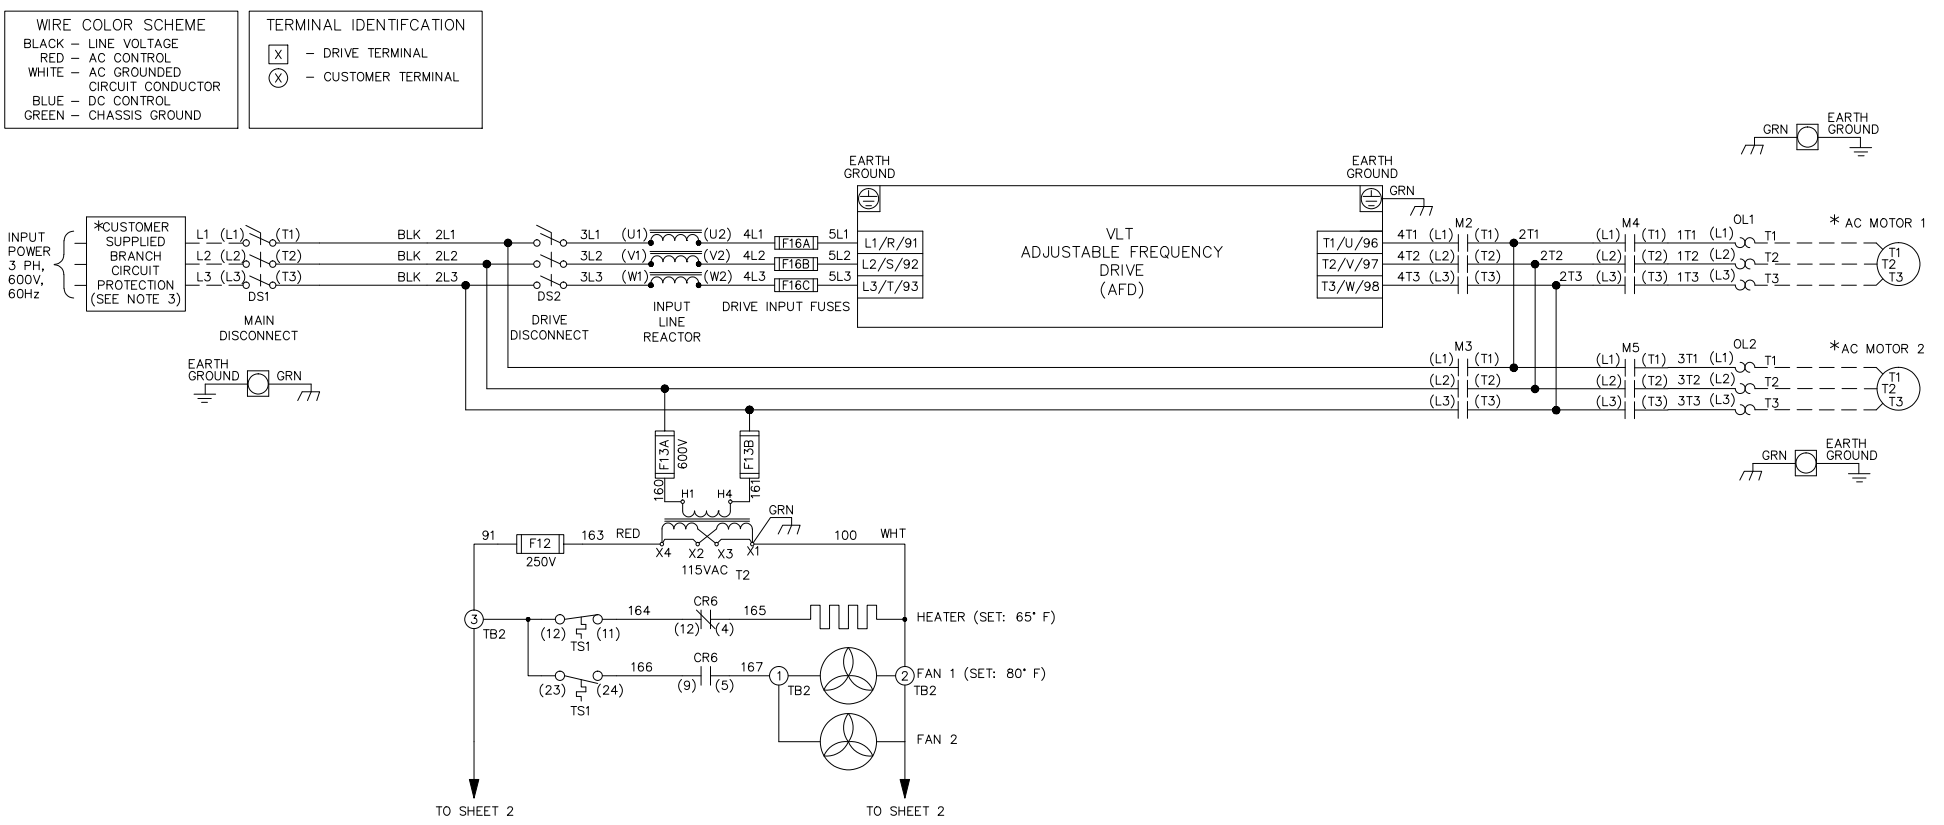 WIRE COLOR SCHEME
BLACK – LINE VOLTAGE
RED – AC CONTROL
WHITE – AC GROUNDED
CIRCUIT CONDUCTOR
BLUE – DC CONTROL
GREEN – CHASSIS GROUND
TERMINAL IDENTIFCATION
X – DRIVE TERMINAL
X – CUSTOMER TERMINAL
GRN EARTH
GROUND
INPUT
POWER
3 PH,
600V,
60Hz
*CUSTOMER
SUPPLIED
BRANCH
CIRCUIT
PROTECTION
(SEE NOTE 3)
L1 (L1) (T1) BLK 2L1 3L1 (U1) (U2) 4L1 F16A 5L1 L1/R/91
L2 (L2) (T2) BLK 2L2 3L2 (V1) (V2) 4L2 F16B 5L2 L2/S/92
L3 (L3) (T3) BLK 2L3 3L3 (W1) (W2) 4L3 F16C 5L3 L3/T/93
DS1
MAIN
DISCONNECT
DS2
DRIVE
DISCONNECT
INPUT
LINE
REACTOR
DRIVE INPUT FUSES
EARTH
GROUND
EARTH
GROUND
GRN
VLT
ADJUSTABLE FREQUENCY
DRIVE
(AFD)
M2 M4 OL1 * AC MOTOR 1
T1/U/96 4T1 (L1) (T1) 2T1 (L1) (T1) 1T1 (L1) T1 T1
T2/V/97 4T2 (L2) (T2) 2T2 (L2) (T2) 1T2 (L2) T2 T2
T3/W/98 4T3 (L3) (T3) 2T3 (L3) (T3) 1T3 (L3) T3 T3
EARTH
GROUND GRN
M3 M5 OL2 *AC MOTOR 2
(L1) (T1) (L1) (T1) 3T1 (L1) T1 T1
(L2) (T2) (L2) (T2) 3T2 (L2) T2 T2
(L3) (T3) (L3) (T3) 3T3 (L3) T3 T3
GRN EARTH
GROUND
F13A 600V F13B
160 H1 H4 161
GRN
91 F12 163 RED X4 X2 X3 X1 100 WHT
250V
115VAC T2
3 TB2 (12) (11) 164 CR6 (12) (4) 165 HEATER (SET: 65° F)
TS1
(23) (24) 166 CR6 (9) (5) 167 1 TB2 2 TB2 FAN 1 (SET: 80° F)
TS1
FAN 2
TO SHEET 2
TO SHEET 2